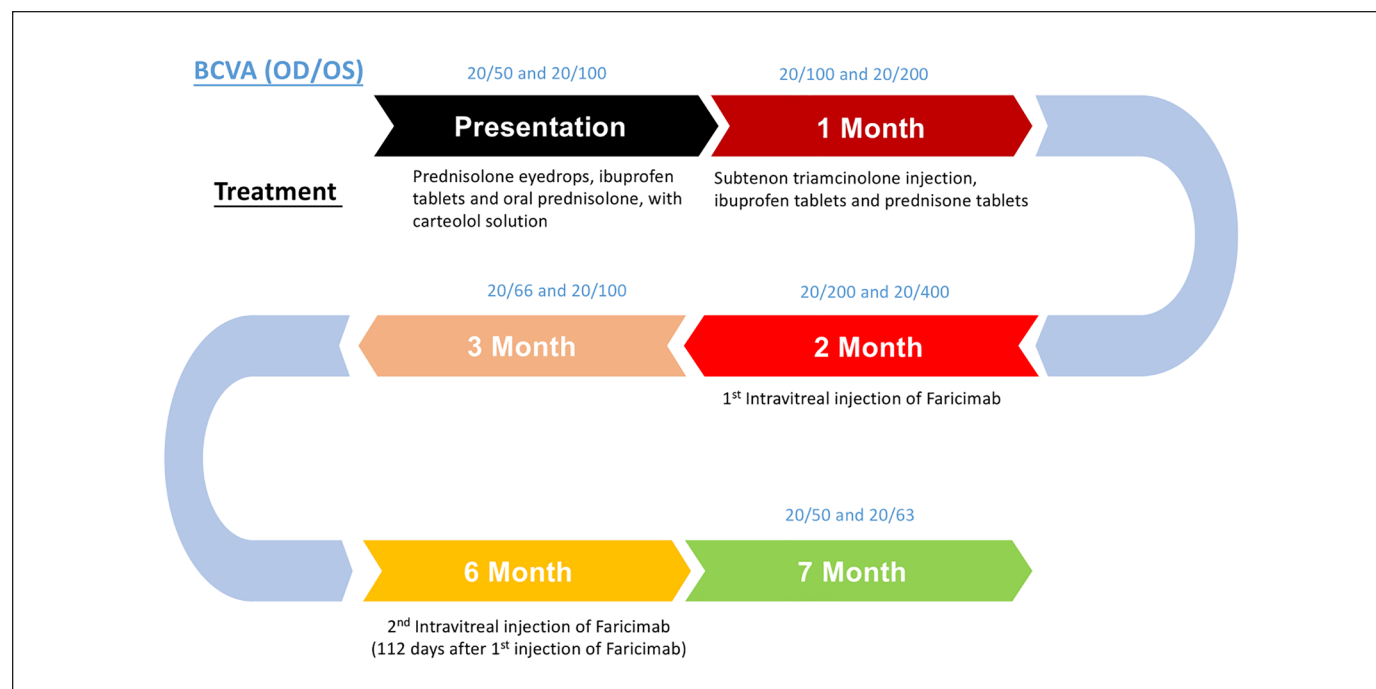 BCVA (OD/OS)
20/50 and 20/100
20/100 and 20/200
Presentation
1 Month
Treatment
Prednisolone eyedrops, ibuprofen
tablets and oral prednisolone, with
carteolol solution
Subtenon triamcinolone injection,
ibuprofen tablets and prednisone tablets
20/66 and 20/100
20/200 and 20/400
3 Month
2 Month
1st Intravitreal injection of Faricimab
20/50 and 20/63
6 Month
7 Month
2nd Intravitreal injection of Faricimab
(112 days after 1st injection of Faricimab)